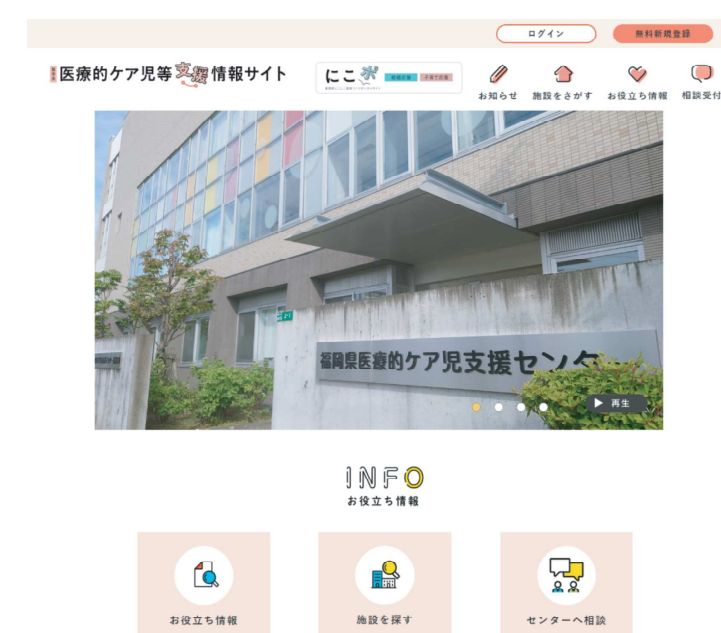 ログイン
無料新規登録
医療的ケア児等支援情報サイト
にこポ
お知らせ
施設をさがす
お役立ち情報
相談受付
福岡県医療的ケア児支援センター
再生
INFO
お役立ち情報
お役立ち情報
施設を探す
センターへ相談